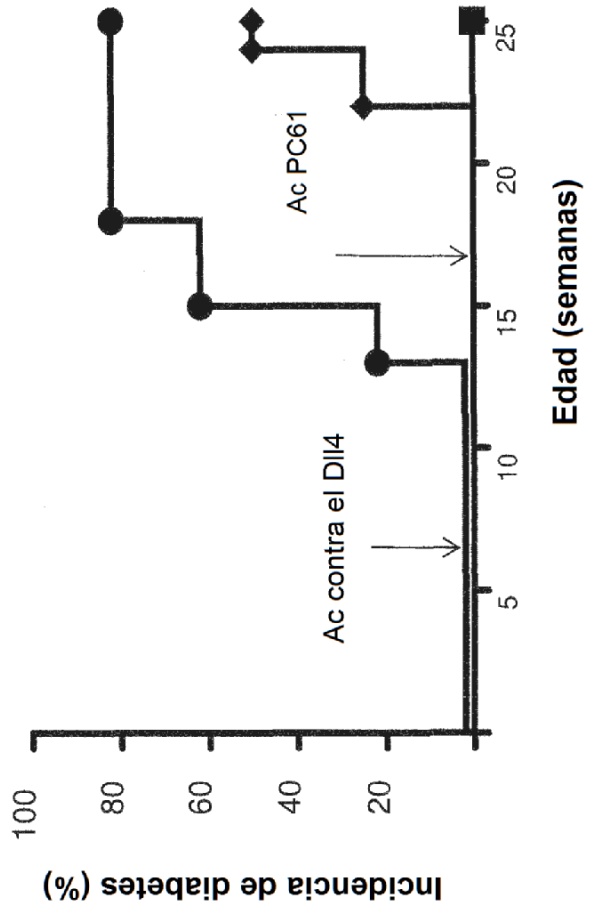 Incidencia de diabetes (%)
100
80
60
40
20
Ac contra el Dll4
Ac PC61
5
10
15
20
25
Edad (semanas)